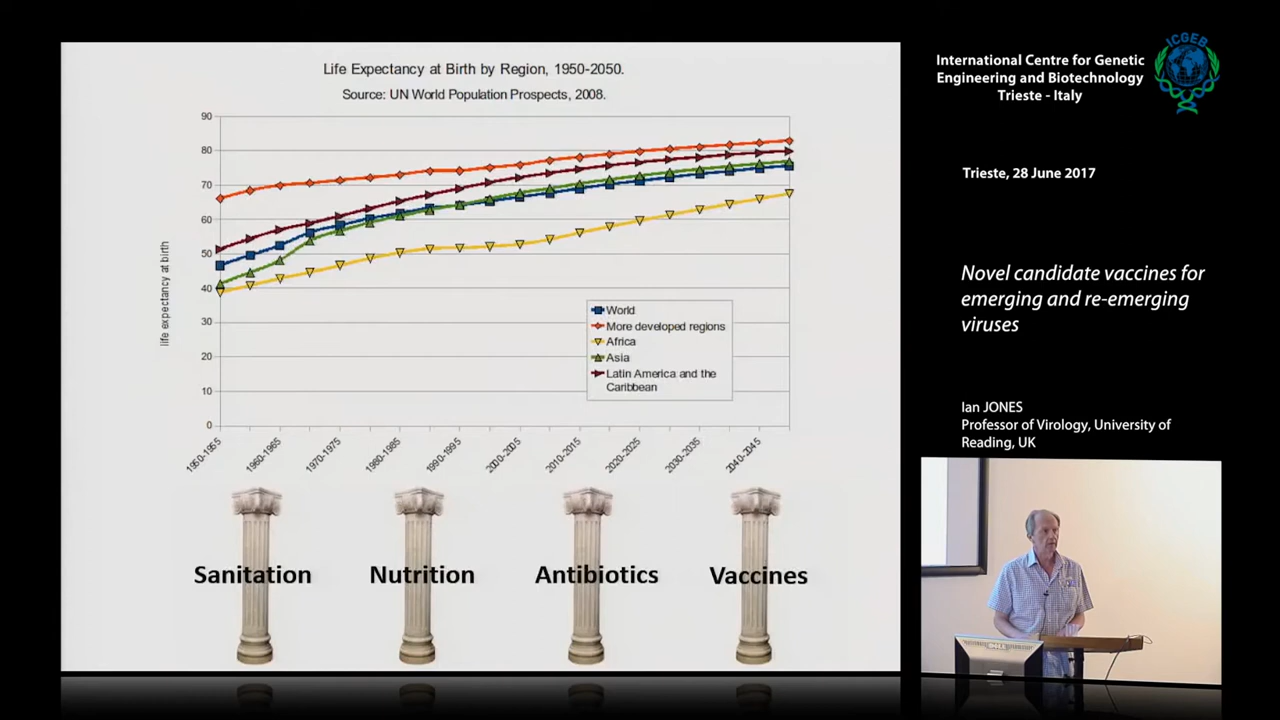 Life Expectancy at Birth by Region, 1950-2050.
Source: UN World Population Prospects, 2008.
90
80
70
60
50
40
30
20
10
0
life expectancy at birth
World
More developed regions
Africa
Asia
Latin America and the
Caribbean
1950-1955
1960-1965
1970-1975
1980-1985
1990-1995
2000-2005
2010-2015
2020-2025
2030-2035
2040-2045
Sanitation
Nutrition
Antibiotics
Vaccines
International Centre for Genetic
Engineering and Biotechnology
Trieste - Italy
ICGEB
Trieste, 28 June 2017
Novel candidate vaccines for
emerging and re-emerging
viruses
Ian JONES
Professor of Virology, University of
Reading, UK